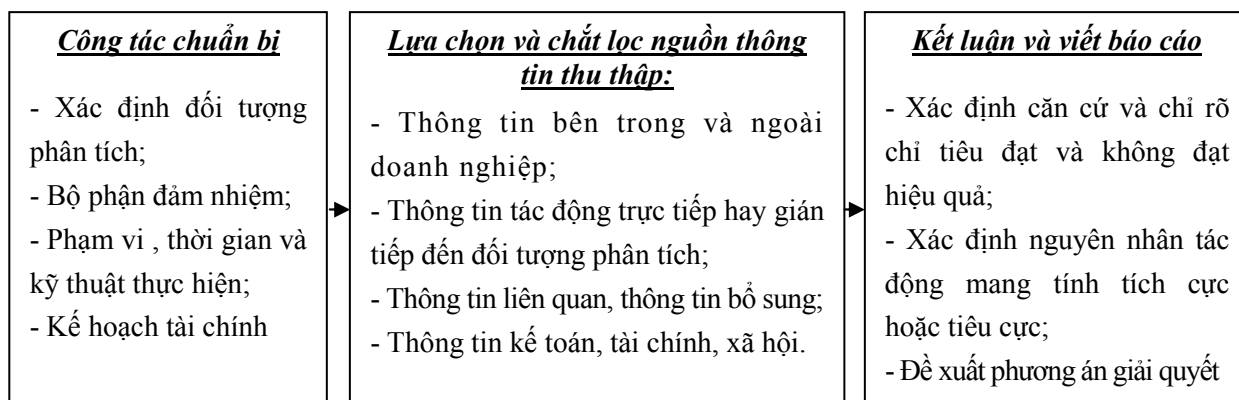 Công tác chuẩn bị
- Xác định đối tượng
phân tích;
- Bộ phận đảm nhiệm;
- Phạm vi , thời gian và
kỹ thuật thực hiện;
- Kế hoạch tài chính
Lựa chọn và chắt lọc nguồn thông
tin thu thập:
- Thông tin bên trong và ngoài
doanh nghiệp;
- Thông tin tác động trực tiếp hay gián
tiếp đến đối tượng phân tích;
- Thông tin liên quan, thông tin bổ sung;
- Thông tin kế toán, tài chính, xã hội.
Kết luận và viết báo cáo
- Xác định căn cứ và chỉ rõ
chỉ tiêu đạt và không đạt
hiệu quả;
- Xác định nguyên nhân tác
động mang tính tích cực
hoặc tiêu cực;
- Đề xuất phương án giải quyết